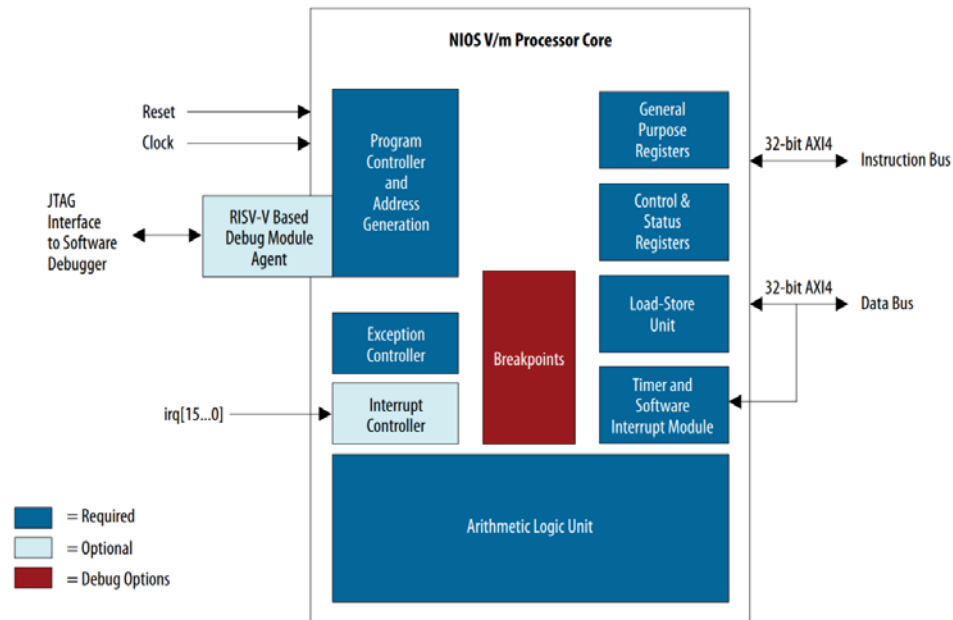 NIOS V/m Processor Core
Reset
Clock
JTAG
Interface
to Software
Debugger
RISV-V Based
Debug Module
Agent
Program
Controller
and
Address
Generation
General
Purpose
Registers
32-bit AXI4
Instruction Bus
Control &
Status
Registers
32-bit AXI4
Data Bus
Load-Store
Unit
Exception
Controller
Breakpoints
irq[15...0]
Interrupt
Controller
Timer and
Software
Interrupt Module
Arithmetic Logic Unit
= Required
= Optional
= Debug Options